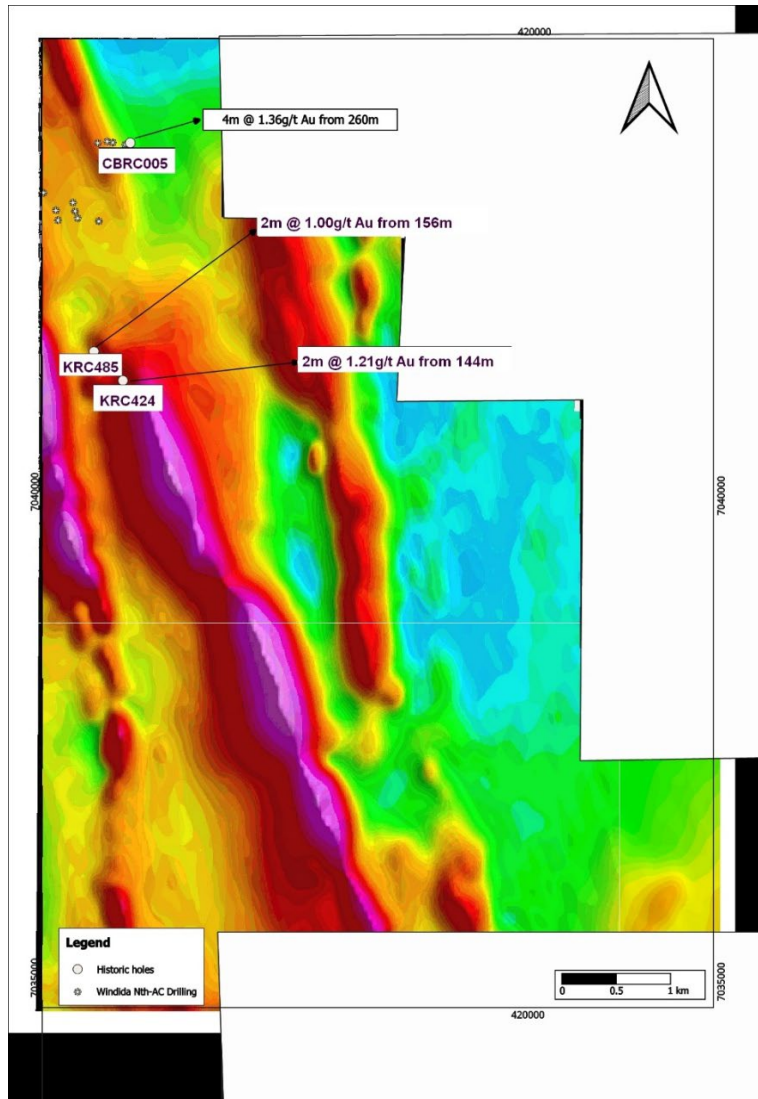 420000
4m @ 1.36g/t Au from 260m
CBRC005
2m @ 1.00g/t Au from 156m
KRC485
2m @ 1.21g/t Au from 144m
KRC424
7040000
7040000
Legend
Historic holes
Windida Nth-AC Drilling
0 0.5 1 km
7035000
7035000
420000